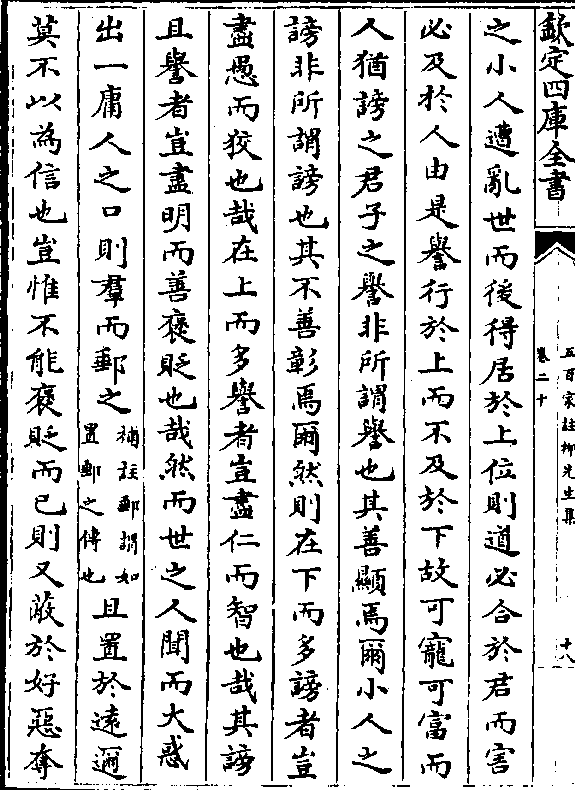 欽定四庫全書
五百家註柳先生集
卷二十
十八
之小人遭亂世而後得居於上位則道必合於君而害
必及於人由是譽行於上而不及於下故可寵可富而
人猶謗之君子之譽非所謂譽也其善顯焉爾小人之
謗非所謂謗也其不善彰焉爾然則在下而多謗者豈
盡愚而狡也哉在上而多譽者豈盡仁而智也哉其謗
且譽者豈盡明而善褒貶也哉然而世之人聞而大惑
出一庸人之口則羣而郵之補註郵謂如置郵之傳也且置於遠邇
莫不以為信也豈惟不能褒貶而已則又蔽於好惡奪